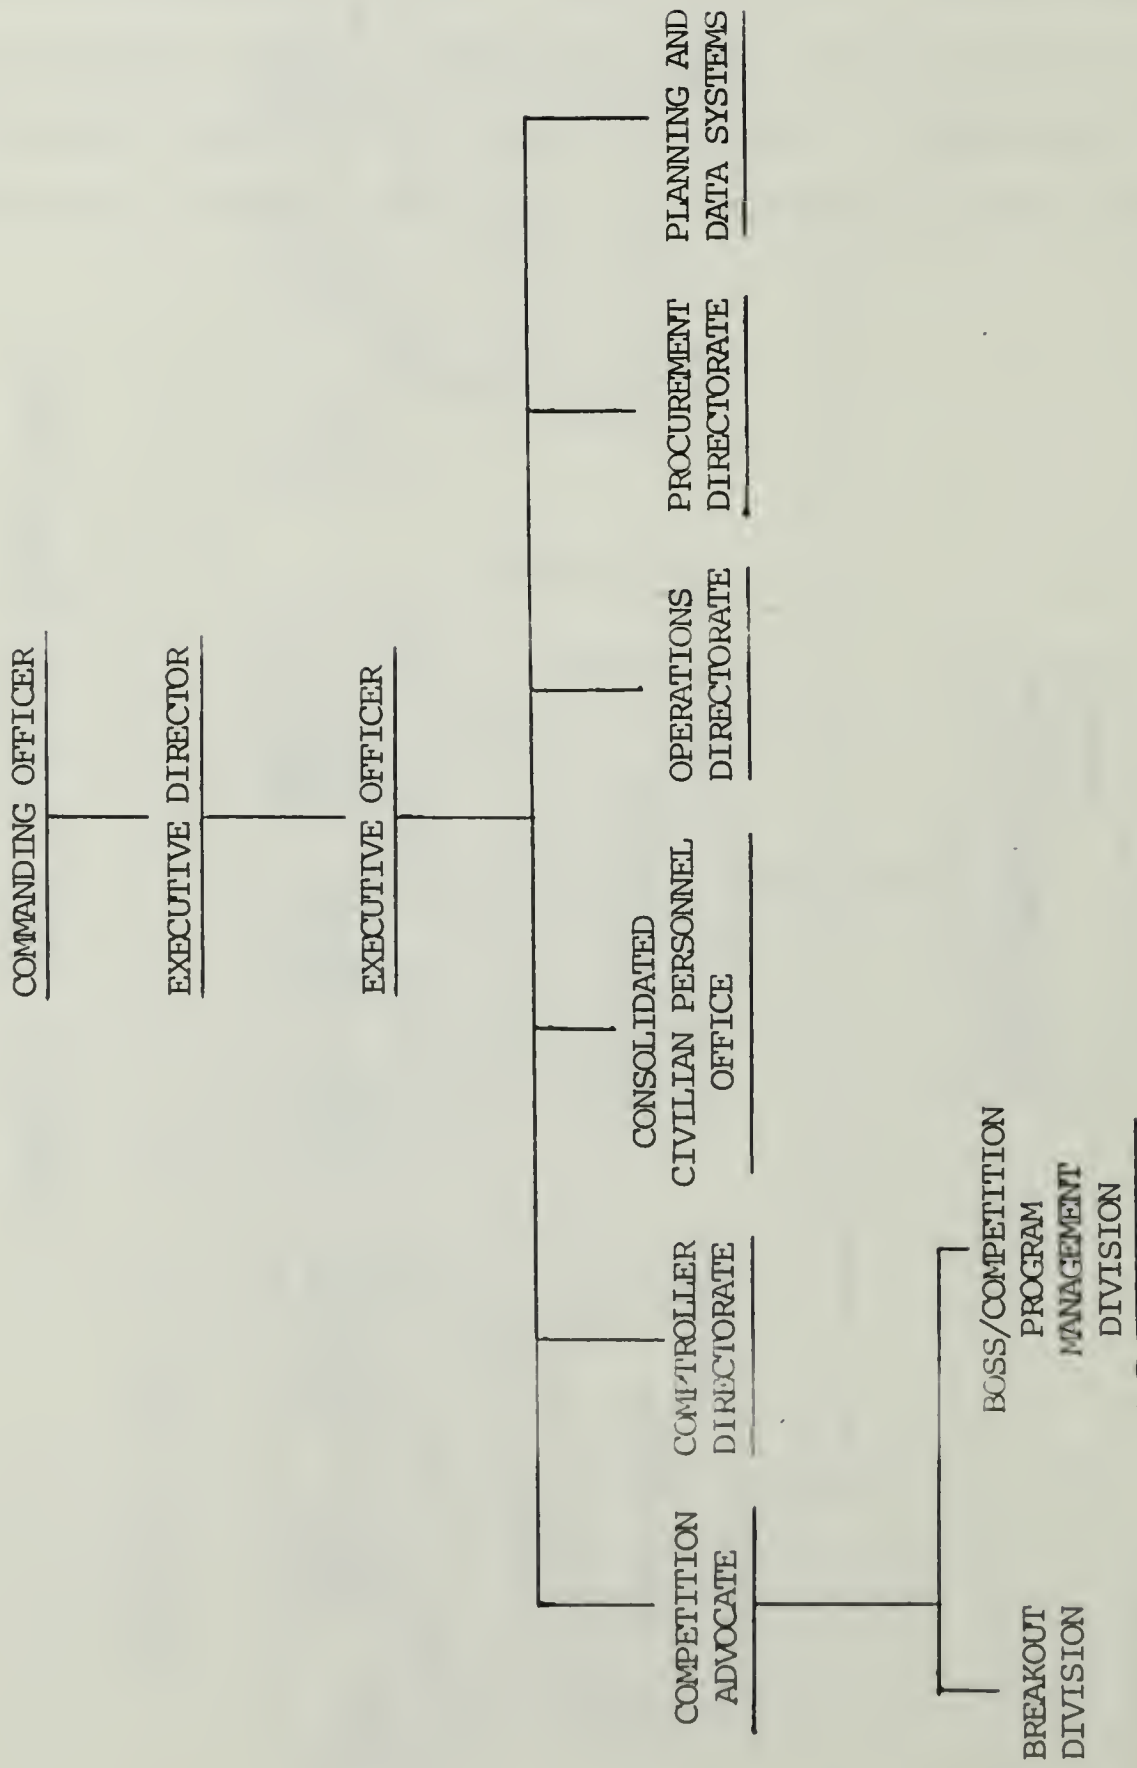 COMMANDING OFFICER
EXECUTIVE DIRECTOR
EXECUTIVE OFFICER
COMPETITION
ADVOCATE
COMPTROLLER
DIRECTORATE
CONSOLIDATED
CIVILIAN PERSONNEL
OFFICE
OPERATIONS
DIRECTORATE
PROCUREMENT
DIRECTORATE
PLANNING AND
DATA SYSTEMS
BREAKOUT
DIVISION
BOSS/COMPETITION
PROGRAM
MANAGEMENT
DIVISION